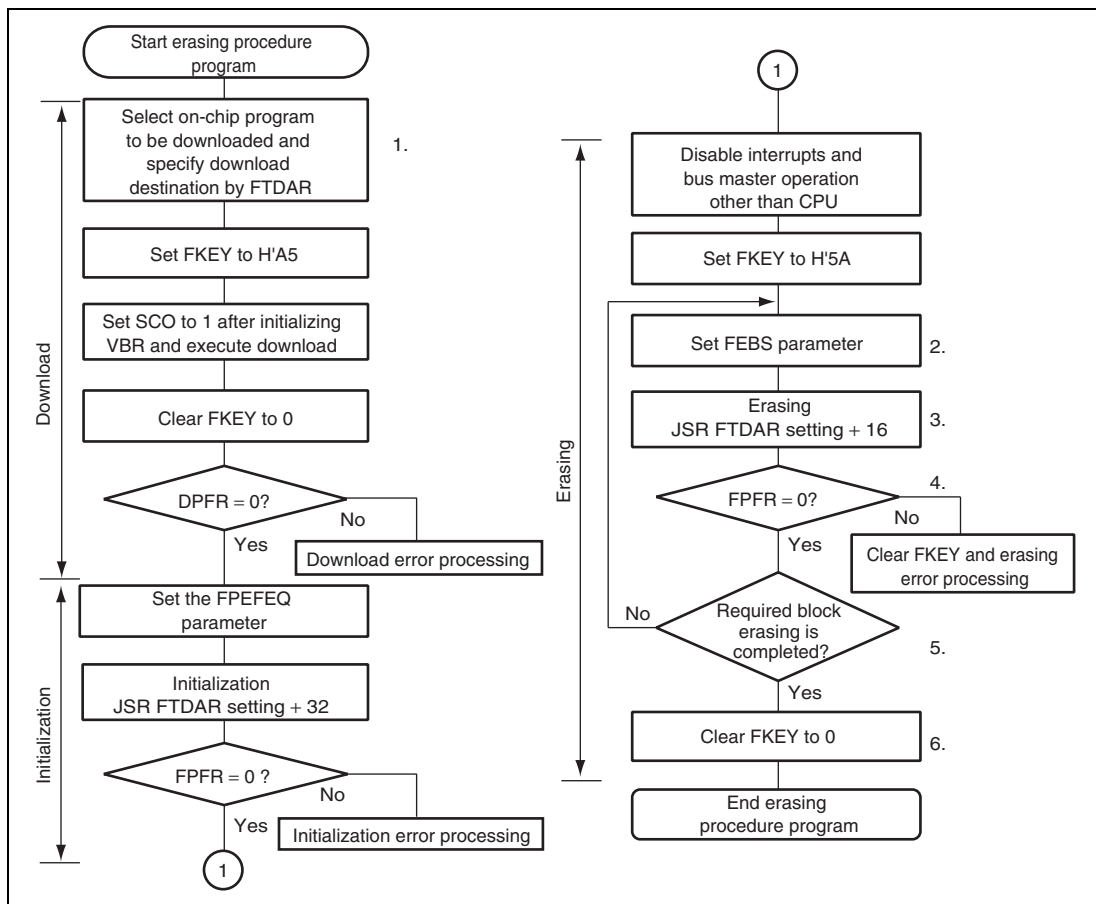 Start erasing procedure
program
Select on-chip program
to be downloaded and
specify download
destination by FTDAR
1.
Set FKEY to H'A5
Set SCO to 1 after initializing
VBR and execute download
Clear FKEY to 0
DPFR = 0?
No
Yes
Download error processing
Download
Set the FPEFEQ
parameter
Initialization
JSR FTDAR setting + 32
FPFR = 0 ?
No
Yes
Initialization error processing
Initialization
1
1
Disable interrupts and
bus master operation
other than CPU
Set FKEY to H'5A
Set FEBS parameter
2.
Erasing
JSR FTDAR setting + 16
3.
4.
FPFR = 0?
No
Yes
Clear FKEY and erasing
error processing
No
Required block
erasing is
completed?
5.
Yes
Clear FKEY to 0
6.
Erasing
End erasing
procedure program